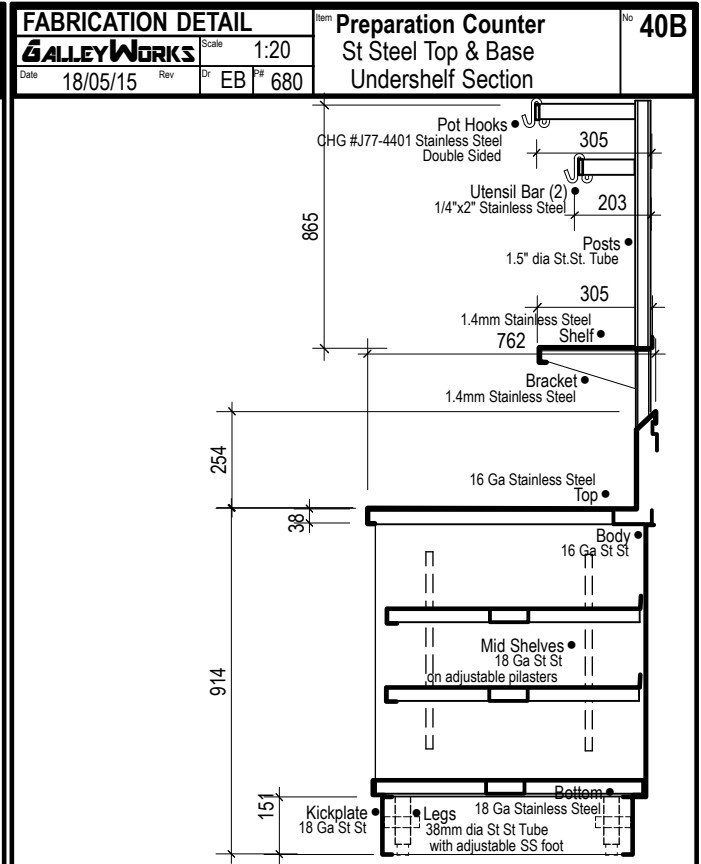 FABRICATION DETAIL
GALLEYWORKS
Scale 1:20
Date 18/05/15 Rev
Dr EB P# 680
Item Preparation Counter
St Steel Top & Base
Undershelf Section
No 40B
Pot Hooks
CHG #J77-4401 Stainless Steel
Double Sided
305
Utensil Bar (2)
1/4"x2" Stainless Steel
203
865
Posts
1.5" dia St.St. Tube
305
1.4mm Stainless Steel
Shelf
762
Bracket
1.4mm Stainless Steel
254
16 Ga Stainless Steel
Top
38
Body
16 Ga St St
Mid Shelves
18 Ga St St
on adjustable pilasters
914
Bottom
18 Ga Stainless Steel
151
Kickplate
18 Ga St St
Legs
38mm dia St St Tube
with adjustable SS foot